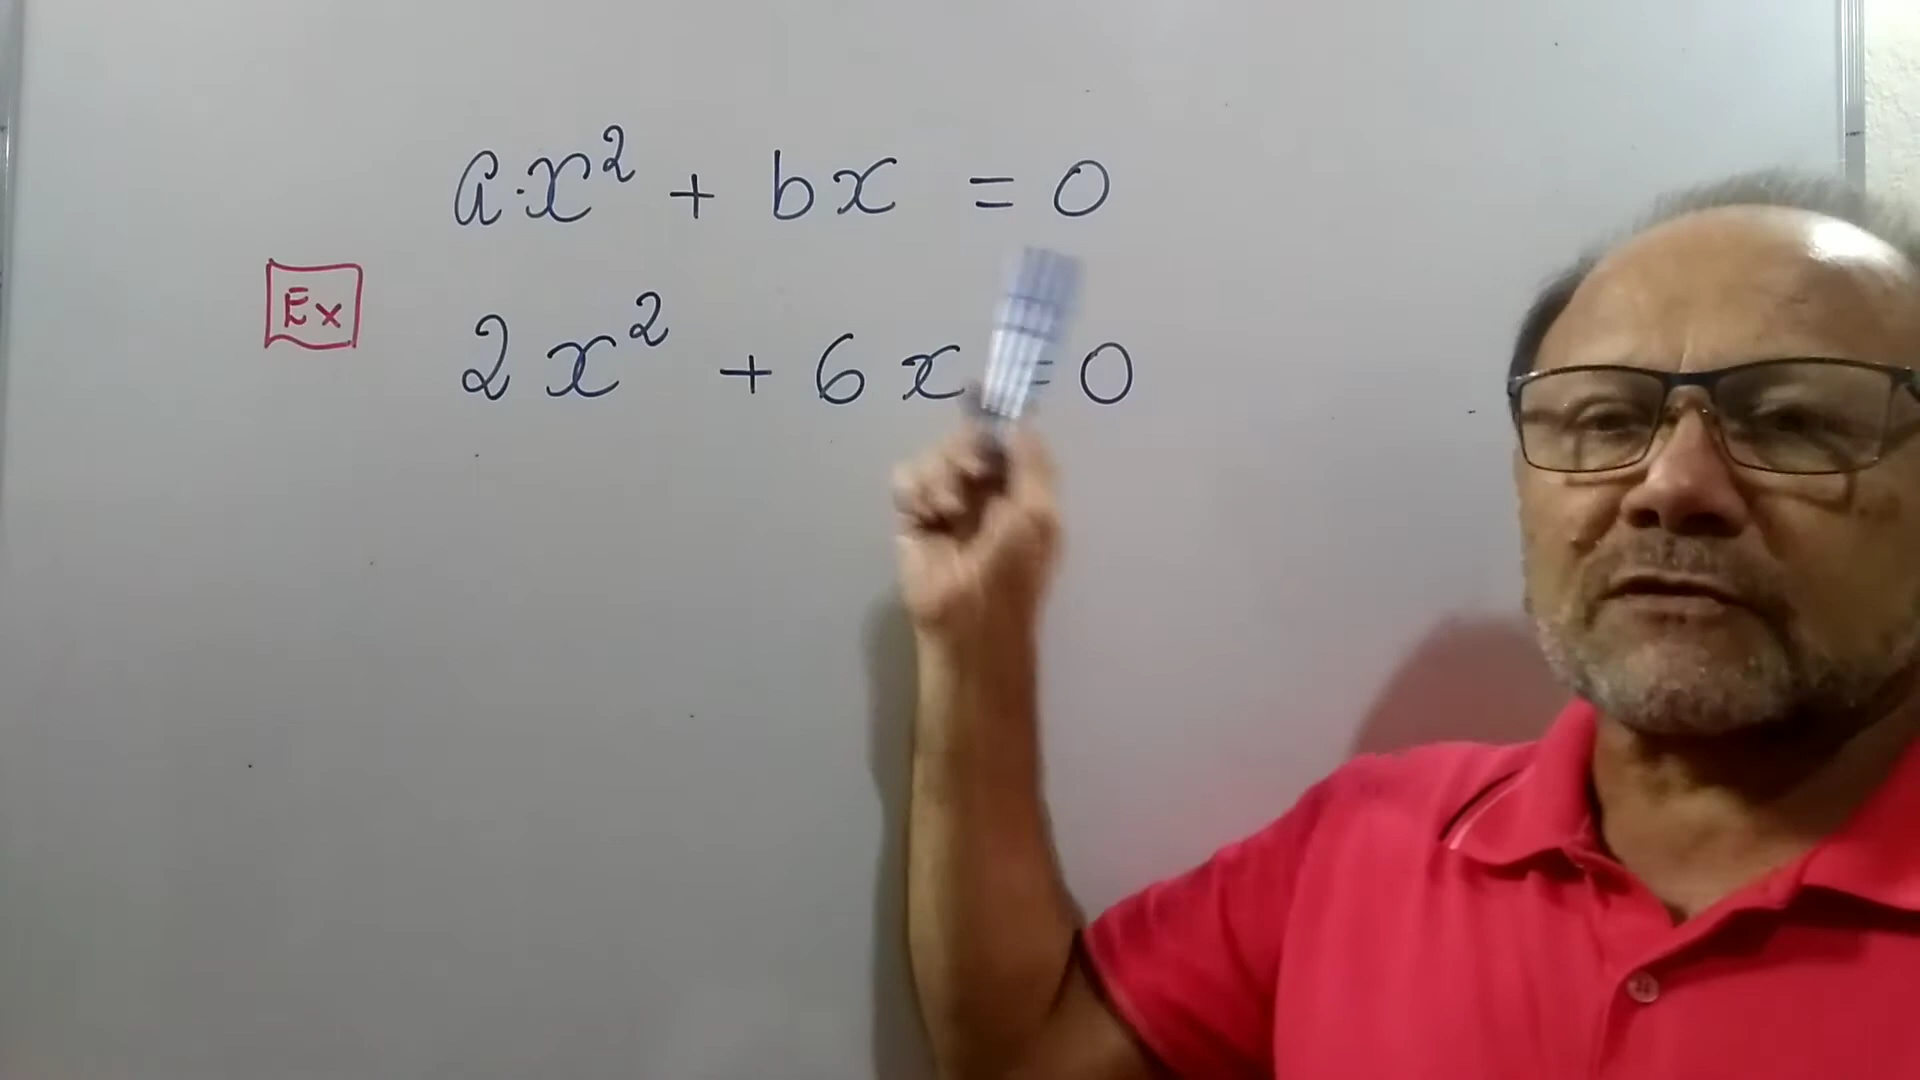 a·x² + bx = 0
Ex
2x² + 6x = 0